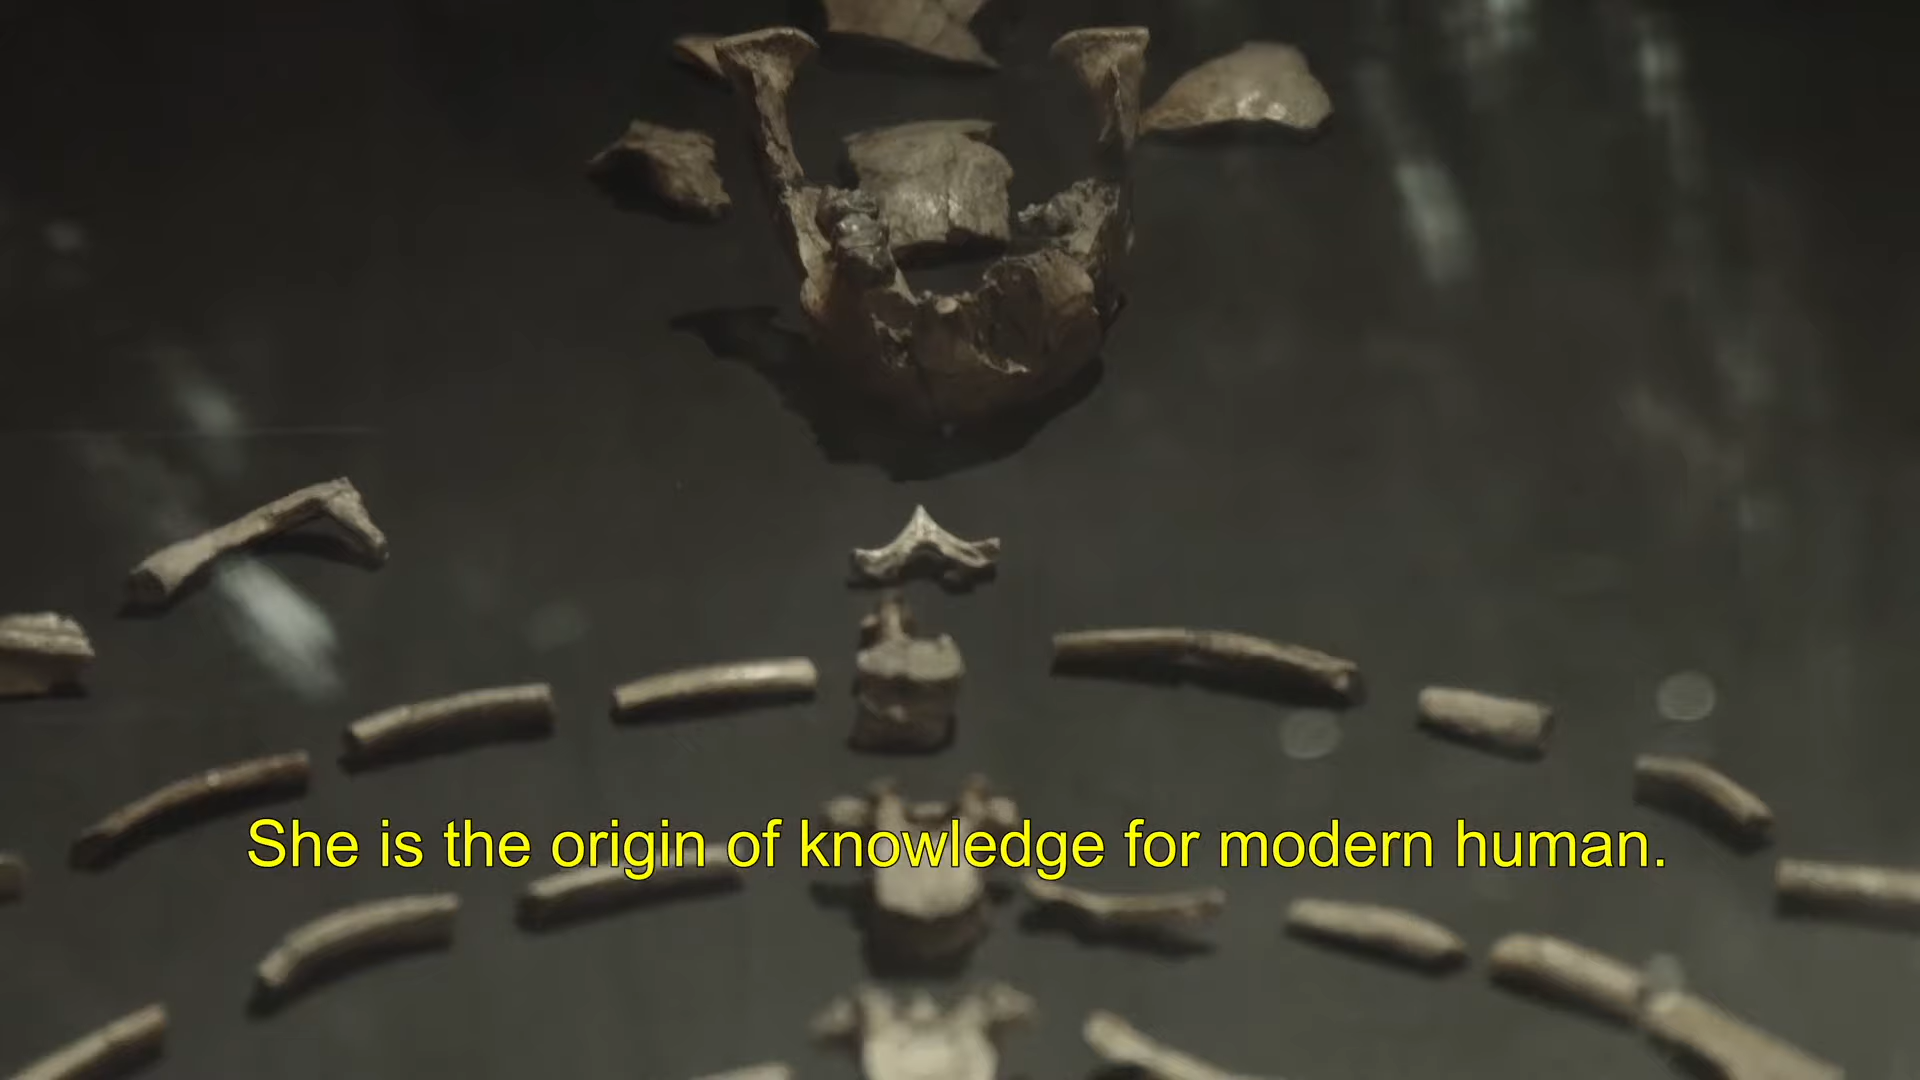 She is the origin of knowledge for modern human.